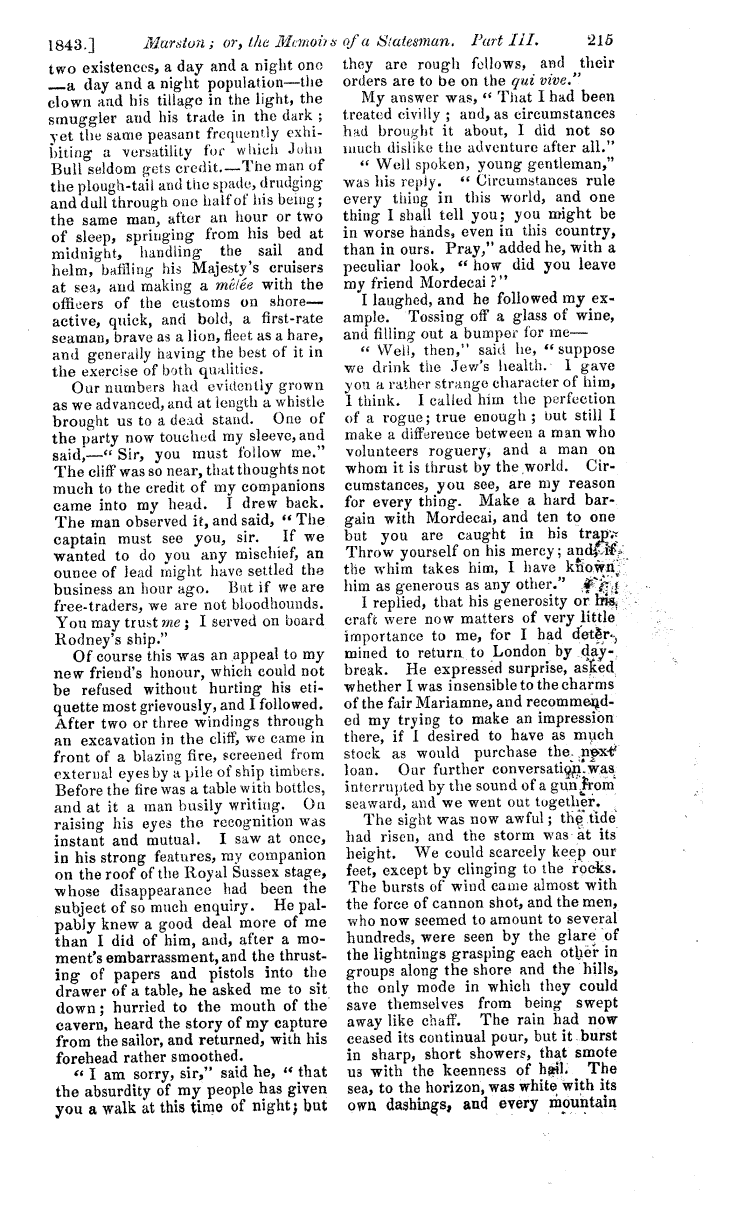 1843.] Marston; or, the Memoirs of a Statesman. Part III. 215
two existences, a day and a night one
—a day and a night population—the
clown and his tillage in the light, the
smuggler and his trade in the dark;
yet the same peasant frequently exhi-
biting a versatility for which John
Bull seldom gets credit.—The man of
the plough-tail and the spade, drudging
and dull through one half of his being;
the same man, after an hour or two
of sleep, springing from his bed at
midnight, handling the sail and
helm, baffling his Majesty's cruisers
at sea, and making a mêlée with the
officers of the customs on shore—
active, quick, and bold, a first-rate
seaman, brave as a lion, fleet as a hare,
and generally having the best of it in
the exercise of both qualities.
Our numbers had evidently grown
as we advanced, and at length a whistle
brought us to a dead stand. One of
the party now touched my sleeve, and
said,—"Sir, you must follow me."
The cliff was so near, that thoughts not
much to the credit of my companions
came into my head. I drew back.
The man observed it, and said, "The
captain must see you, sir. If we
wanted to do you any mischief, an
ounce of lead might have settled the
business an hour ago. But if we are
free-traders, we are not bloodhounds.
You may trust me; I served on board
Rodney's ship."
Of course this was an appeal to my
new friend's honour, which could not
be refused without hurting his eti-
quette most grievously, and I followed.
After two or three windings through
an excavation in the cliff, we came in
front of a blazing fire, screened from
external eyes by a pile of ship timbers.
Before the fire was a table with bottles,
and at it a man busily writing. On
raising his eyes the recognition was
instant and mutual. I saw at once,
in his strong features, my companion
on the roof of the Royal Sussex stage,
whose disappearance had been the
subject of so much enquiry. He pal-
pably knew a good deal more of me
than I did of him, and, after a mo-
ment's embarrassment, and the thrust-
ing of papers and pistols into the
drawer of a table, he asked me to sit
down; hurried to the mouth of the
cavern, heard the story of my capture
from the sailor, and returned, with his
forehead rather smoothed.
"I am sorry, sir," said he, "that
the absurdity of my people has given
you a walk at this time of night; but
they are rough fellows, and their
orders are to be on the qui vive."
My answer was, "That I had been
treated civilly; and, as circumstances
had brought it about, I did not so
much dislike the adventure after all."
"Well spoken, young gentleman,"
was his reply. "Circumstances rule
every thing in this world, and one
thing I shall tell you; you might be
in worse hands, even in this country,
than in ours. Pray," added he, with a
peculiar look, "how did you leave
my friend Mordecai?"
I laughed, and he followed my ex-
ample. Tossing off a glass of wine,
and filling out a bumper for me—
"Well, then," said he, "suppose
we drink the Jew's health. I gave
you a rather strange character of him,
I think. I called him the perfection
of a rogue; true enough; but still I
make a difference between a man who
volunteers roguery, and a man on
whom it is thrust by the world. Cir-
cumstances, you see, are my reason
for every thing. Make a hard bar-
gain with Mordecai, and ten to one
but you are caught in his trap.
Throw yourself on his mercy; and if
the whim takes him, I have known
him as generous as any other."
I replied, that his generosity or his
craft were now matters of very little
importance to me, for I had deter-
mined to return to London by day-
break. He expressed surprise, asked
whether I was insensible to the charms
of the fair Mariamne, and recommend-
ed my trying to make an impression
there, if I desired to have as much
stock as would purchase the next
loan. Our further conversation was
interrupted by the sound of a gun from
seaward, and we went out together.
The sight was now awful; the tide
had risen, and the storm was at its
height. We could scarcely keep our
feet, except by clinging to the rocks.
The bursts of wind came almost with
the force of cannon shot, and the men,
who now seemed to amount to several
hundreds, were seen by the glare of
the lightnings grasping each other in
groups along the shore and the hills,
the only mode in which they could
save themselves from being swept
away like chaff. The rain had now
ceased its continual pour, but it burst
in sharp, short showers, that smote
us with the keenness of hail. The
sea, to the horizon, was white with its
own dashings, and every mountain